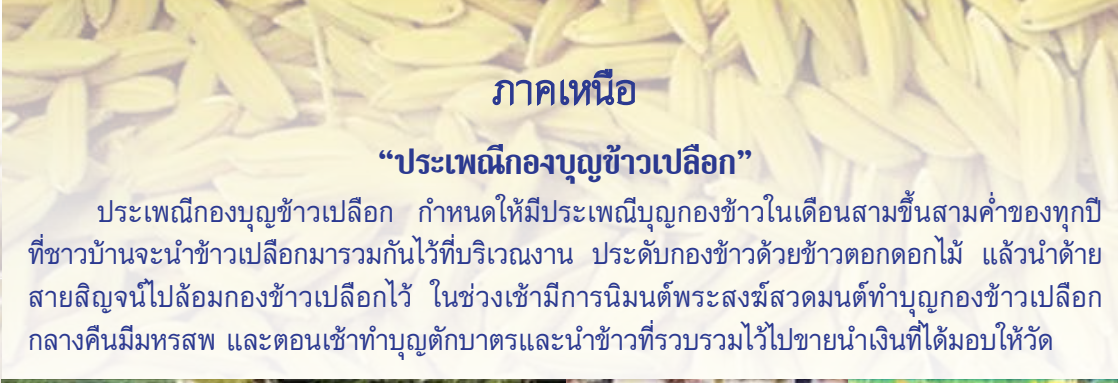 ภาคเหนือ
“ประเพณีกองบุญข้าวเปลือก”
ประเพณีกองบุญข้าวเปลือก กำหนดให้มีประเพณีบุญกองข้าวในเดือนสามขึ้นสามค่ำของทุกปี
ที่ชาวบ้านจะนำข้าวเปลือกมารวมกันไว้ที่บริเวณงาน ประดับกองข้าวด้วยข้าวตอกดอกไม้ แล้วนำด้าย
สายสิญจน์ไปล้อมกองข้าวเปลือกไว้ ในช่วงเช้ามีการนิมนต์พระสงฆ์สวดมนต์ทำบุญกองข้าวเปลือก
กลางคืนมีมหรสพ และตอนเช้าทำบุญตักบาตรและนำข้าวที่รวบรวมไว้ไปขายนำเงินที่ได้มอบให้วัด